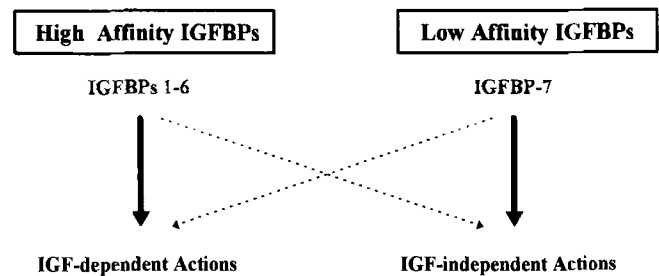 High Affinity IGFBPs
Low Affinity IGFBPs
IGFBPs 1-6
IGFBP-7
IGF-dependent Actions
IGF-independent Actions